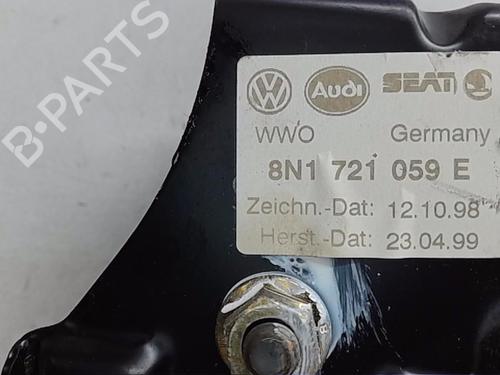 B-PARTS
Audi SEAT
WWO Germany
8N1 721 059 E
Zeichn.-Dat: 12.10.98
Herst.-Dat: 23.04.99